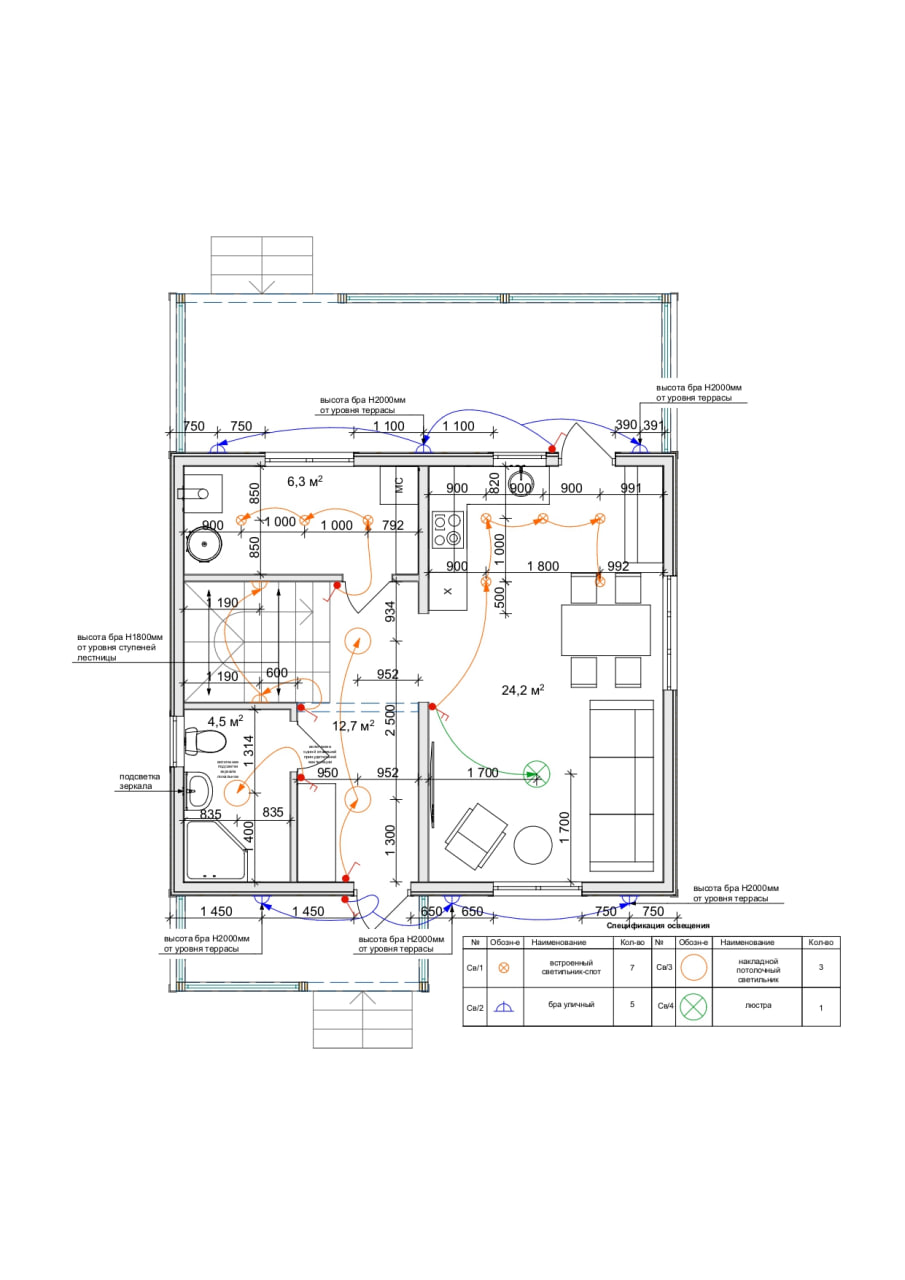 высота бра Н2000мм
от уровня террасы
высота бра Н2000мм
от уровня террасы
750
750
1 100
1 100
390
391
6,3 м²
МС
850
820
900
900
900
991
900
1 000
1 000
792
850
1 000
900
1 800
992
500
Х
1 190
934
высота бра Н1800мм
от уровня ступеней
лестницы
1 190
600
952
24,2 м²
4,5 м²
12,7 м²
2 500
1 314
подсветка
зеркала
950
952
1 700
835
835
1 400
1 300
1 700
высота бра Н2000мм
от уровня террасы
1 450
1 450
650
650
750
750
высота бра Н2000мм
от уровня террасы
высота бра Н2000мм
от уровня террасы
Спецификация освещения
№ Обозн-е Наименование Кол-во № Обозн-е Наименование Кол-во
Св/1 встроенный светильник-спот 7 Св/3 накладной потолочный светильник 3
Св/2 бра уличный 5 Св/4 люстра 1